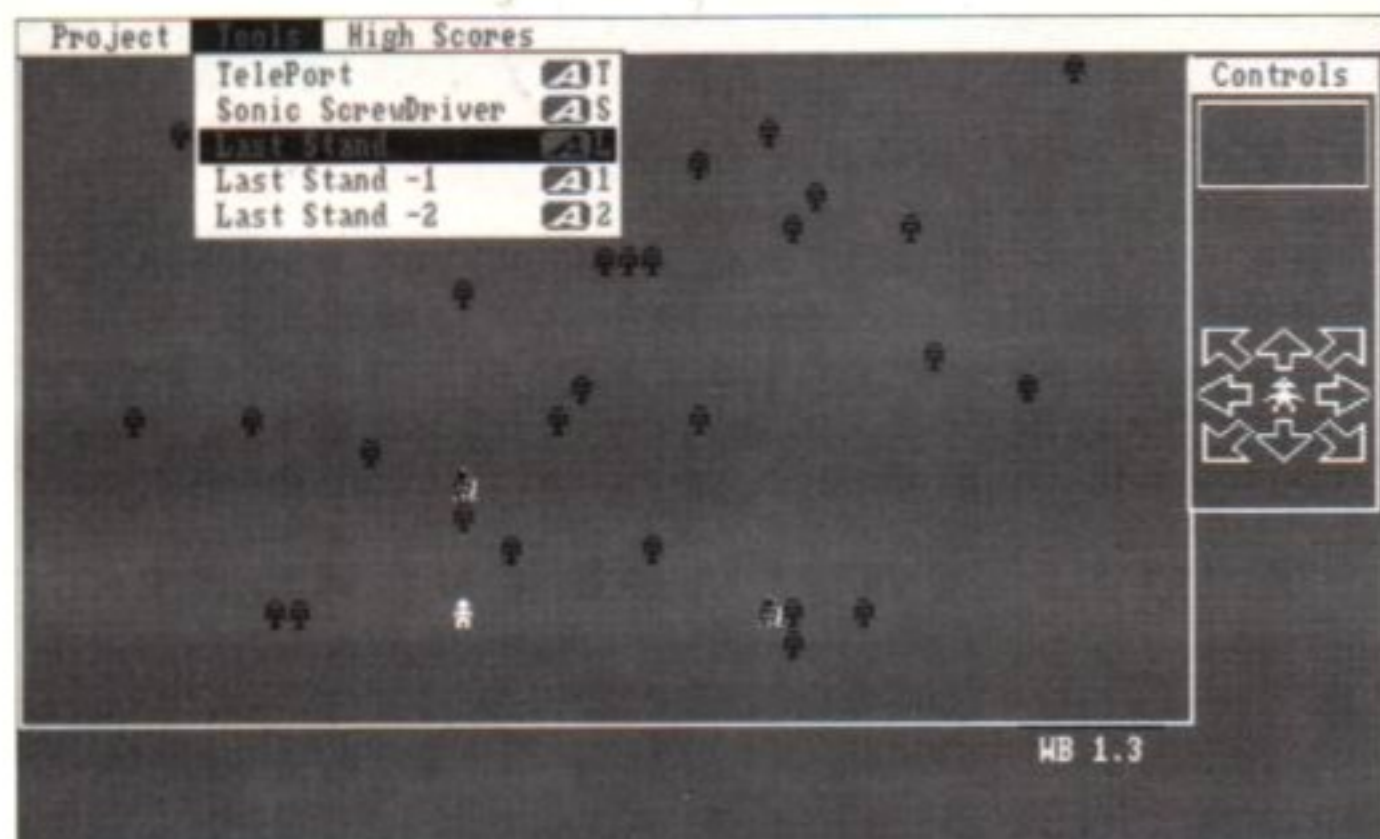 Project Tools High Scores
TelePort A T
Sonic ScrewDriver A S
Last Stand A L
Last Stand -1 A 1
Last Stand -2 A 2
Controls
WB 1.3